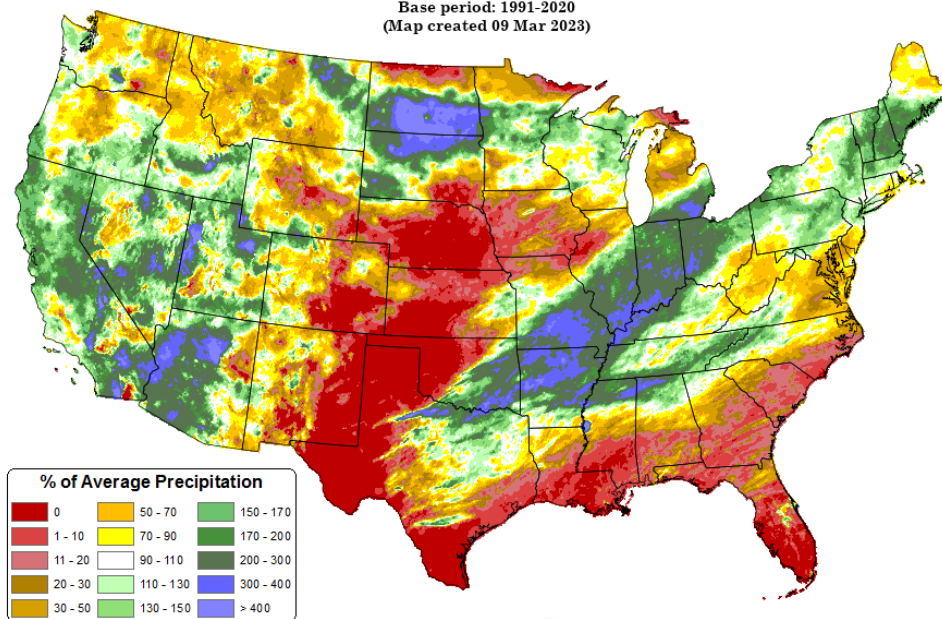 Base period: 1991-2020
(Map created 09 Mar 2023)
% of Average Precipitation
0
50 - 70
150 - 170
1 - 10
70 - 90
170 - 200
11 - 20
90 - 110
200 - 300
20 - 30
110 - 130
300 - 400
30 - 50
130 - 150
> 400